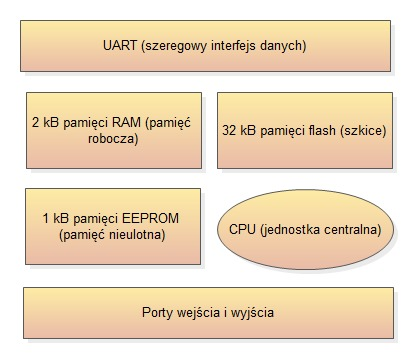 UART (szeregowy interfejs danych)
2 kB pamięci RAM (pamięć
robocza)
32 kB pamięci flash (szkice)
1 kB pamięci EEPROM
(pamięć nieulotna)
CPU (jednostka centralna)
Porty wejścia i wyjścia